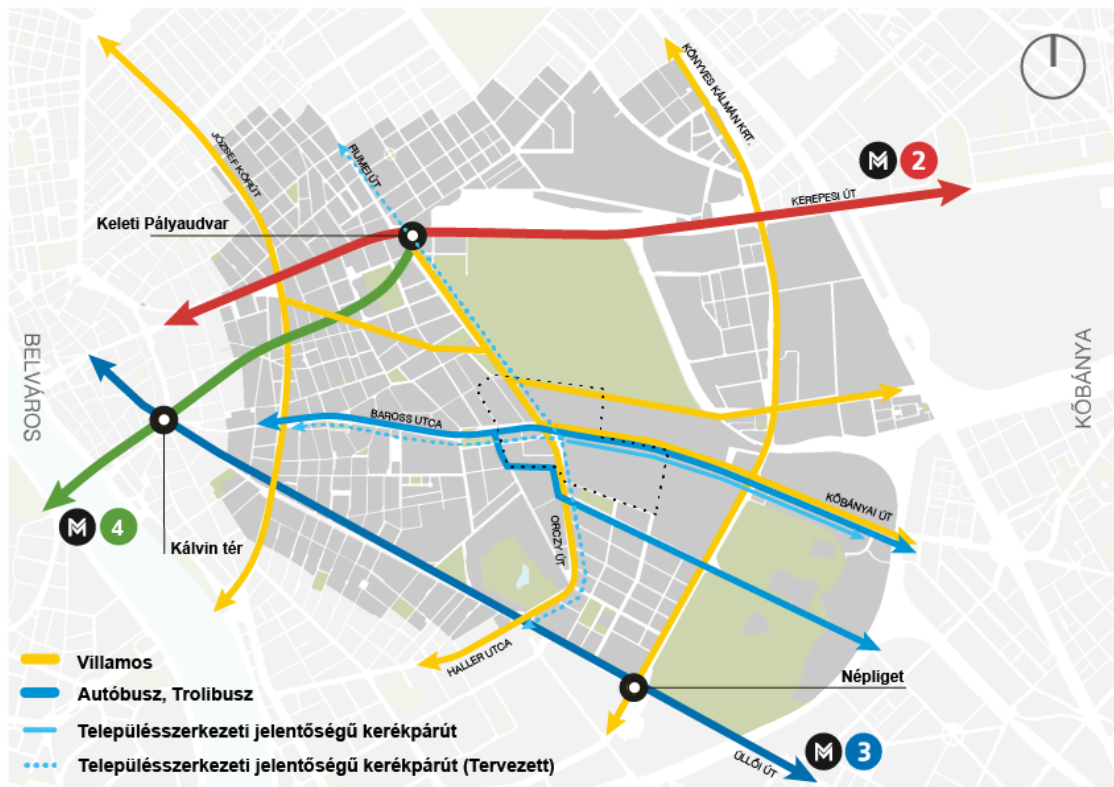 KÖNYVES KÁLMÁN KRT.
JÓZSEF KÖRÚT
FIUMEI ÚT
M 2
KEREPESI ÚT
Keleti Pályaudvar
BELVÁROS
KŐBÁNYA
BAROSS UTCA
KŐBÁNYAI ÚT
M 4
Kálvin tér
ORCZY ÚT
HALLER UTCA
Népliget
M 3
ÜLLŐI ÚT
Villamos
Autóbusz, Trolibusz
Településszerkezeti jelentőségű kerékpárút
Településszerkezeti jelentőségű kerékpárút (Tervezett)